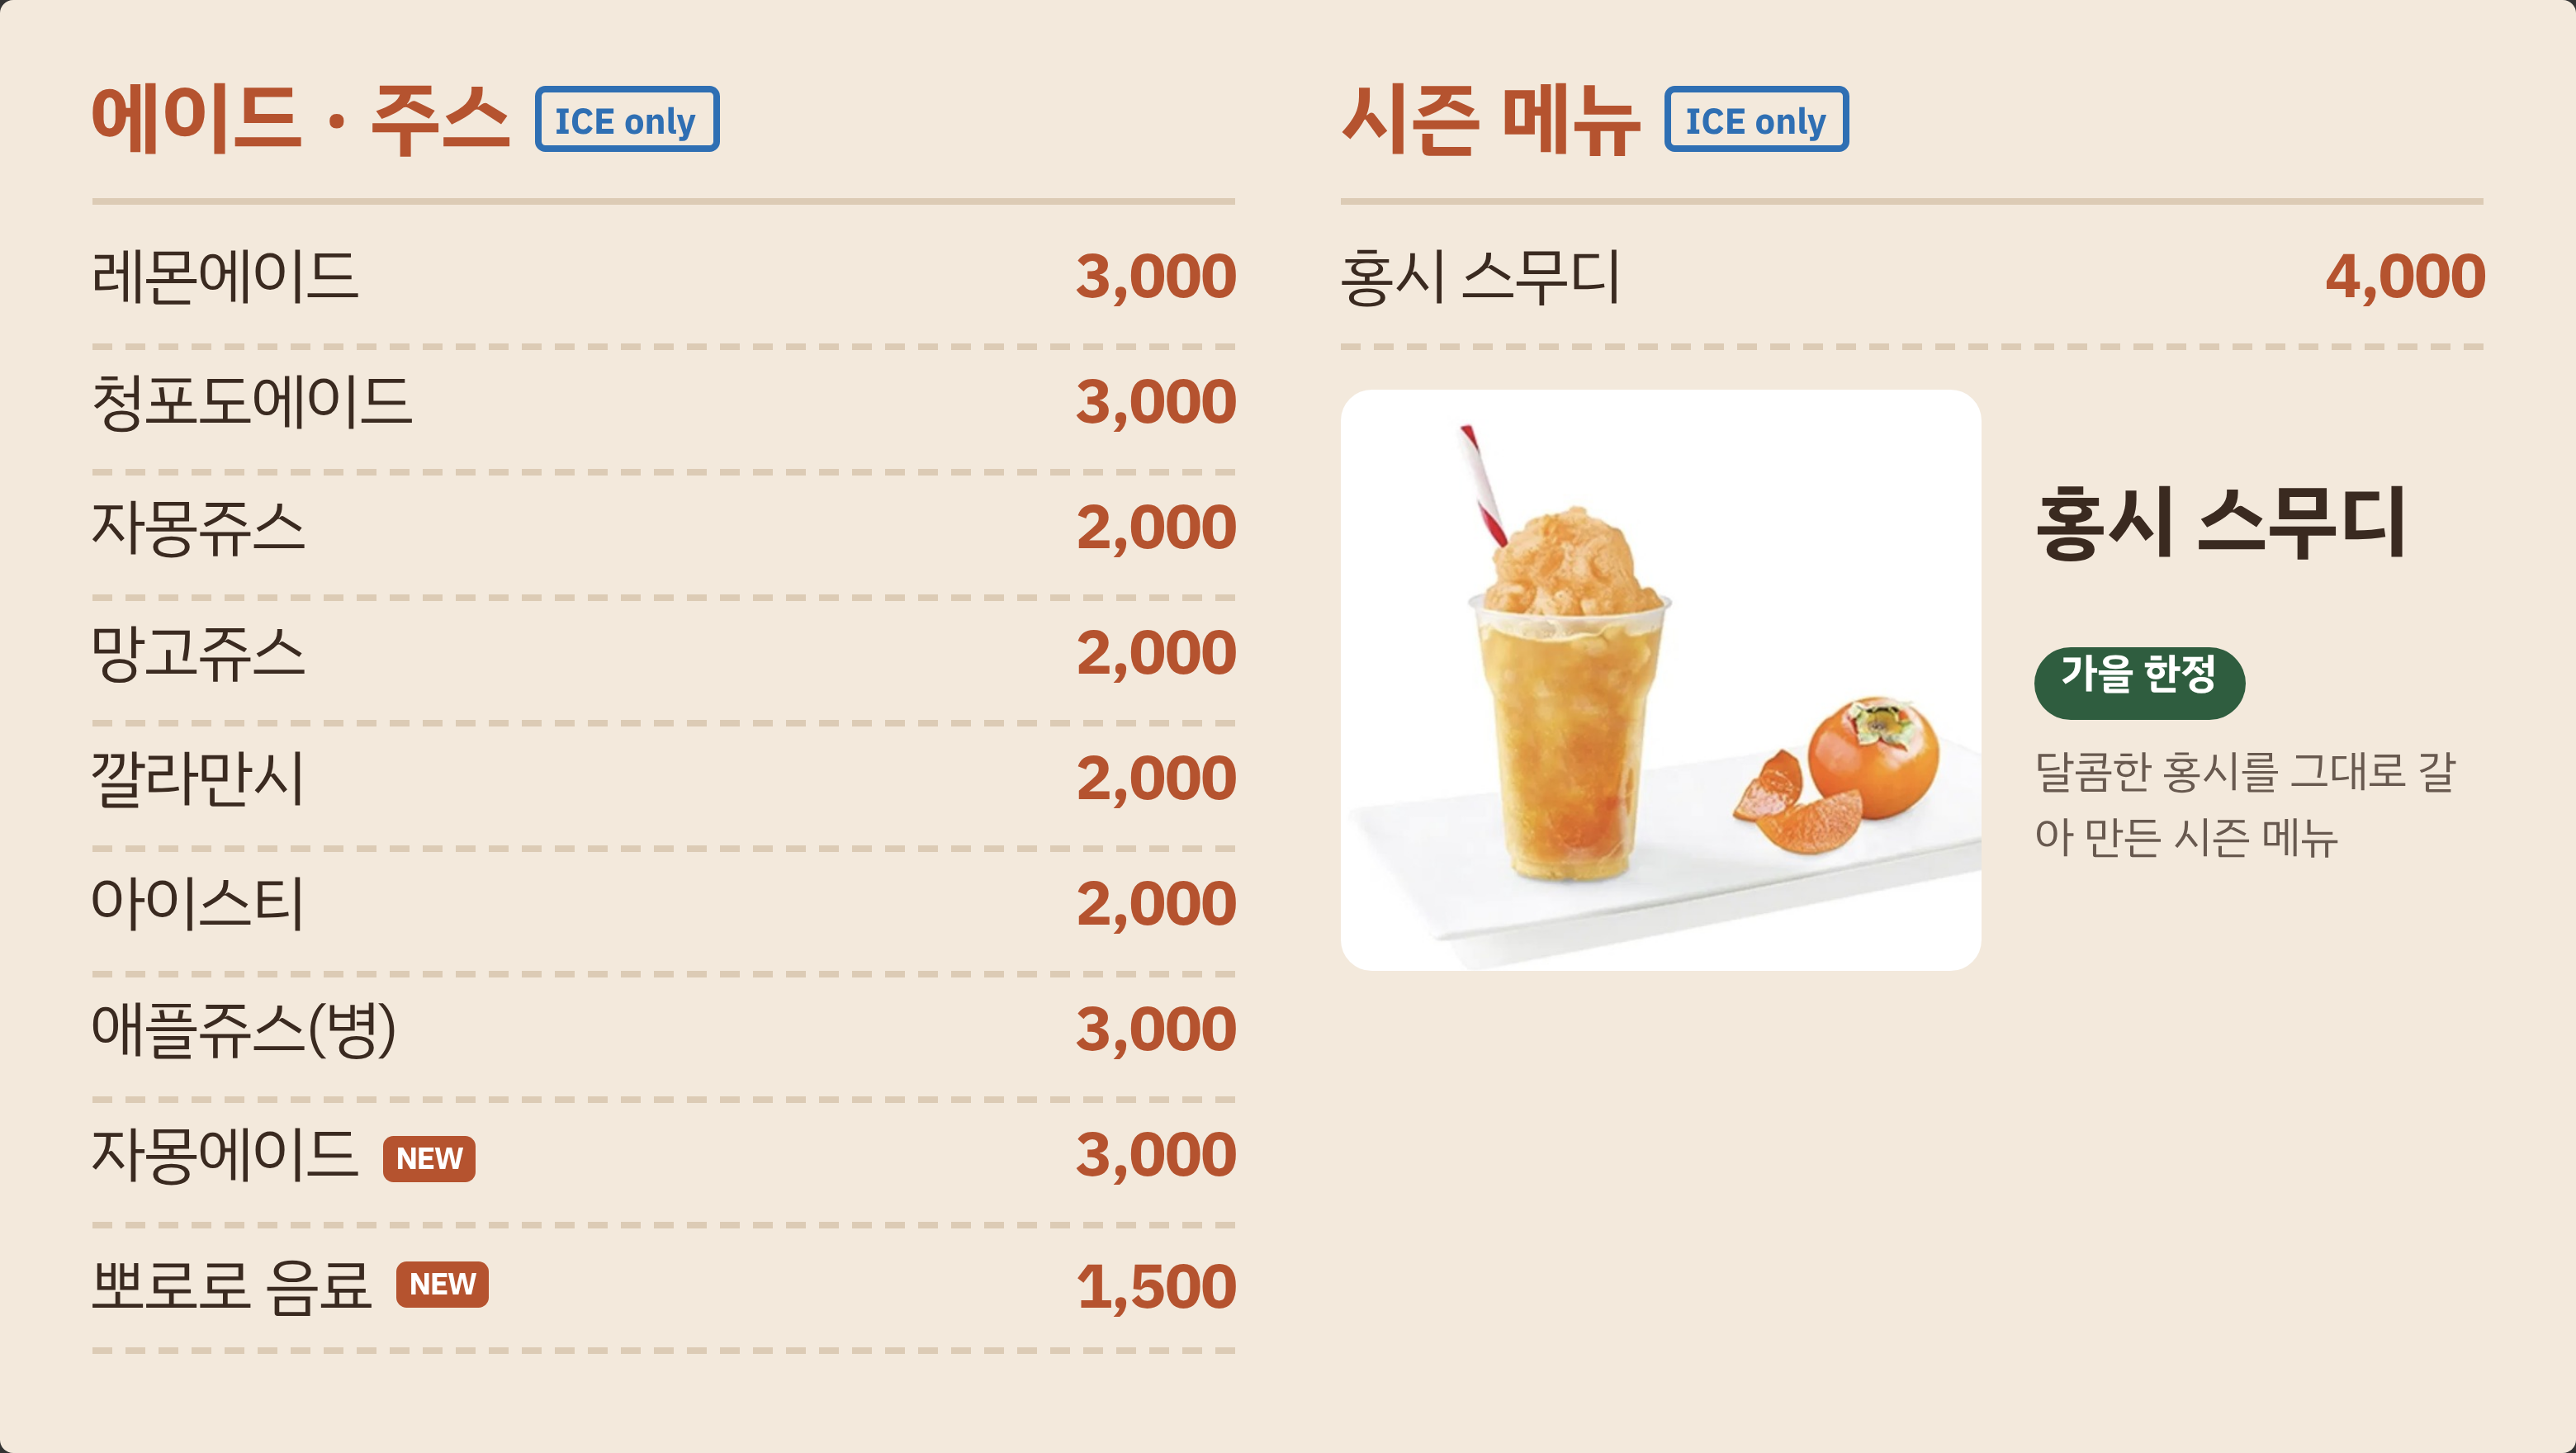 에이드 · 주스 ICE only
레몬에이드 3,000
청포도에이드 3,000
자몽쥬스 2,000
망고쥬스 2,000
깔라만시 2,000
아이스티 2,000
애플쥬스(병) 3,000
자몽에이드 NEW 3,000
뽀로로 음료 NEW 1,500
시즌 메뉴 ICE only
홍시 스무디 4,000
홍시 스무디
가을 한정
달콤한 홍시를 그대로 갈
아 만든 시즌 메뉴